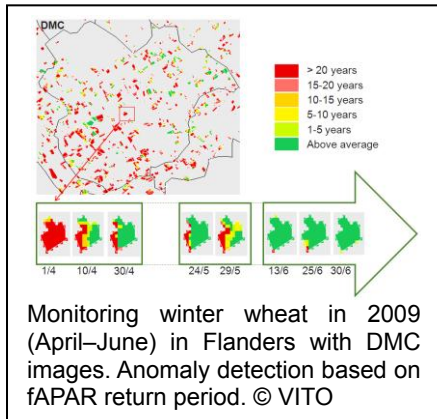 DMC
> 20 years
15-20 years
10-15 years
5-10 years
1-5 years
Above average
1/4 10/4 30/4 24/5 29/5 13/6 25/6 30/6
Monitoring winter wheat in 2009
(April–June) in Flanders with DMC
images. Anomaly detection based on
fAPAR return period. © VITO